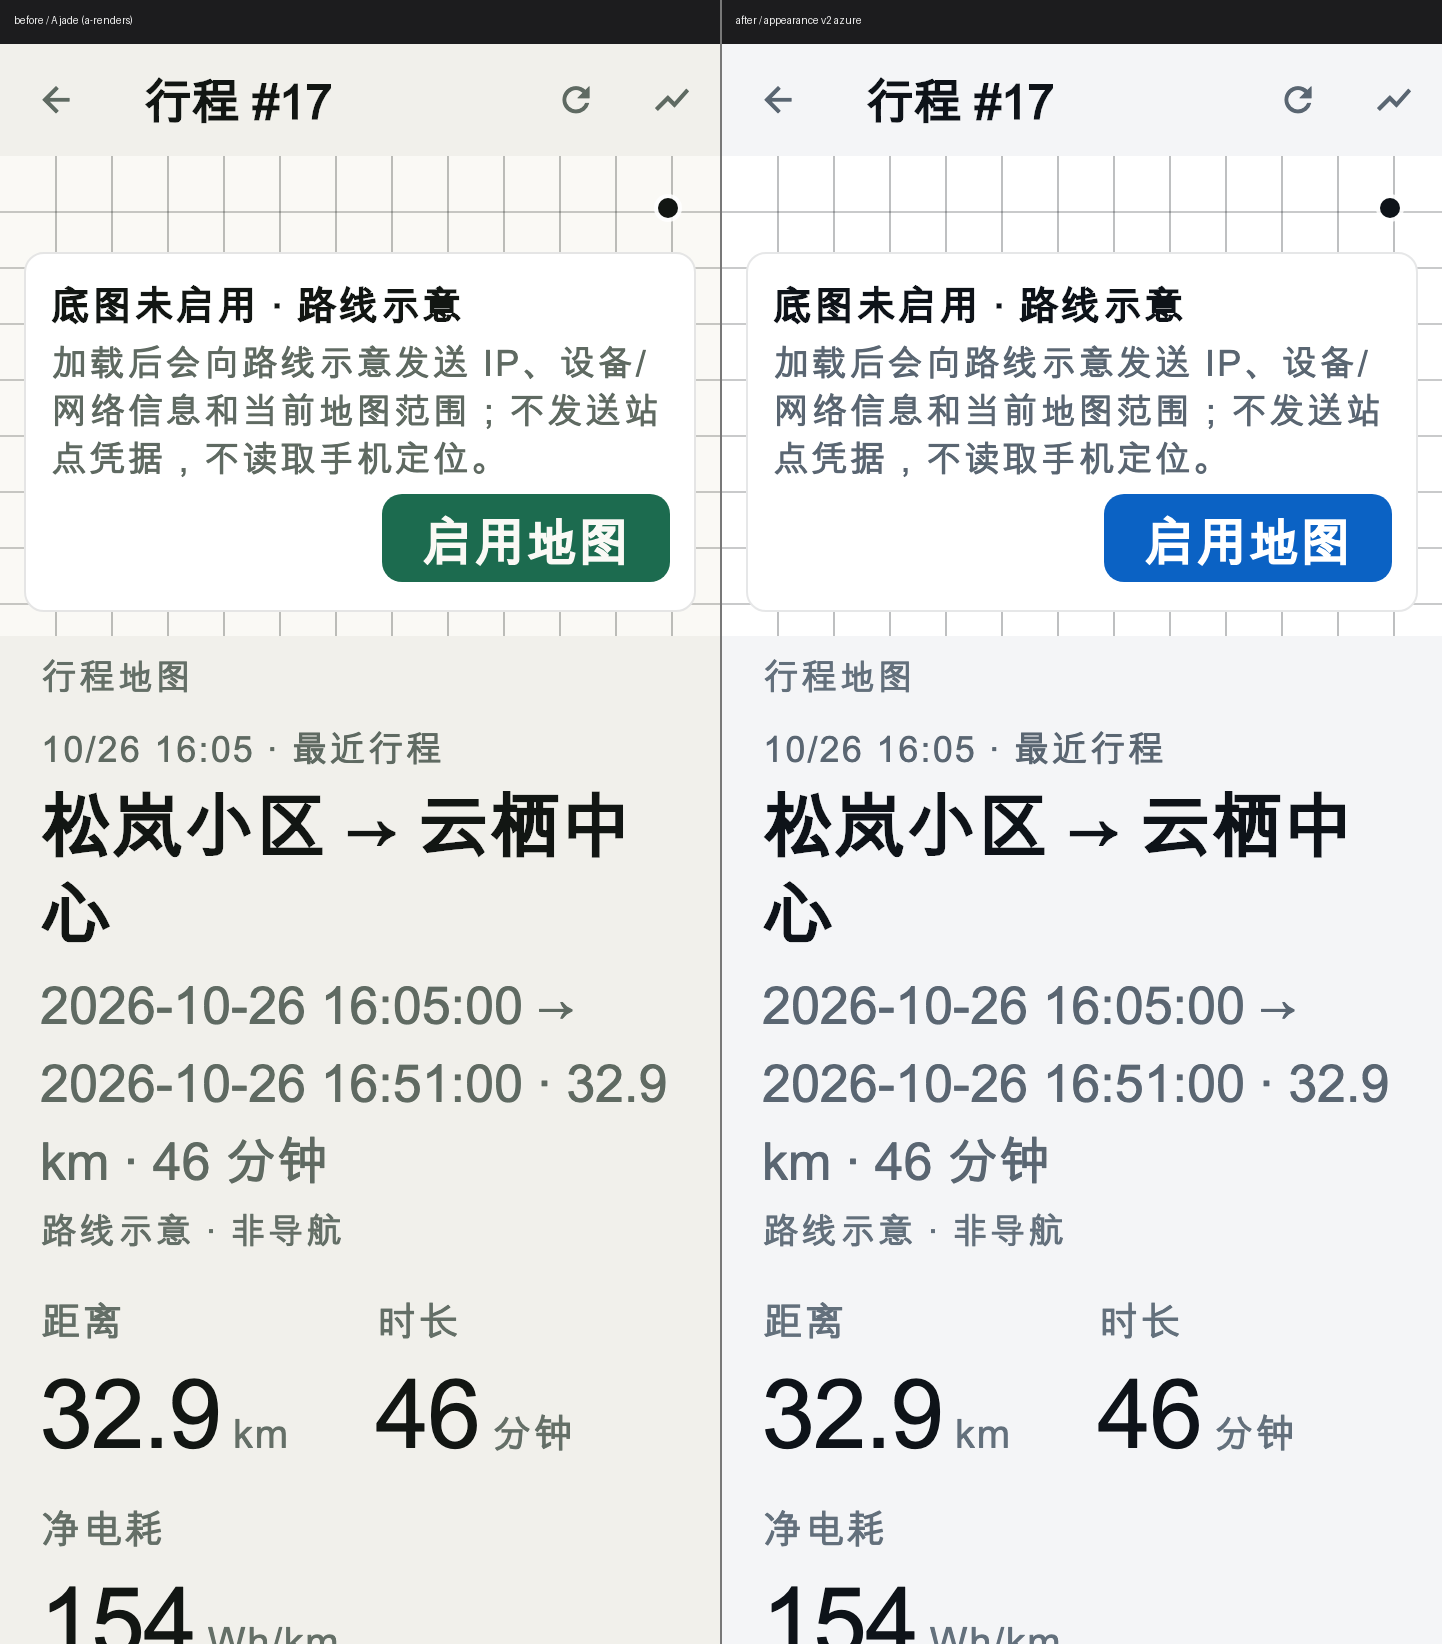 before / A jade (a-renders)
行程 #17
底图未启用 · 路线示意
加载后会向路线示意发送 IP、设备/
网络信息和当前地图范围；不发送站
点凭据，不读取手机定位。
启用地图
行程地图
10/26 16:05 · 最近行程
松岚小区 → 云栖中
心
2026-10-26 16:05:00 →
2026-10-26 16:51:00 · 32.9
km · 46 分钟
路线示意 · 非导航
距离 时长
32.9 km 46 分钟
净电耗
154 Wh/km
after / appearance v2 azure
行程 #17
底图未启用 · 路线示意
加载后会向路线示意发送 IP、设备/
网络信息和当前地图范围；不发送站
点凭据，不读取手机定位。
启用地图
行程地图
10/26 16:05 · 最近行程
松岚小区 → 云栖中
心
2026-10-26 16:05:00 →
2026-10-26 16:51:00 · 32.9
km · 46 分钟
路线示意 · 非导航
距离 时长
32.9 km 46 分钟
净电耗
154 Wh/km